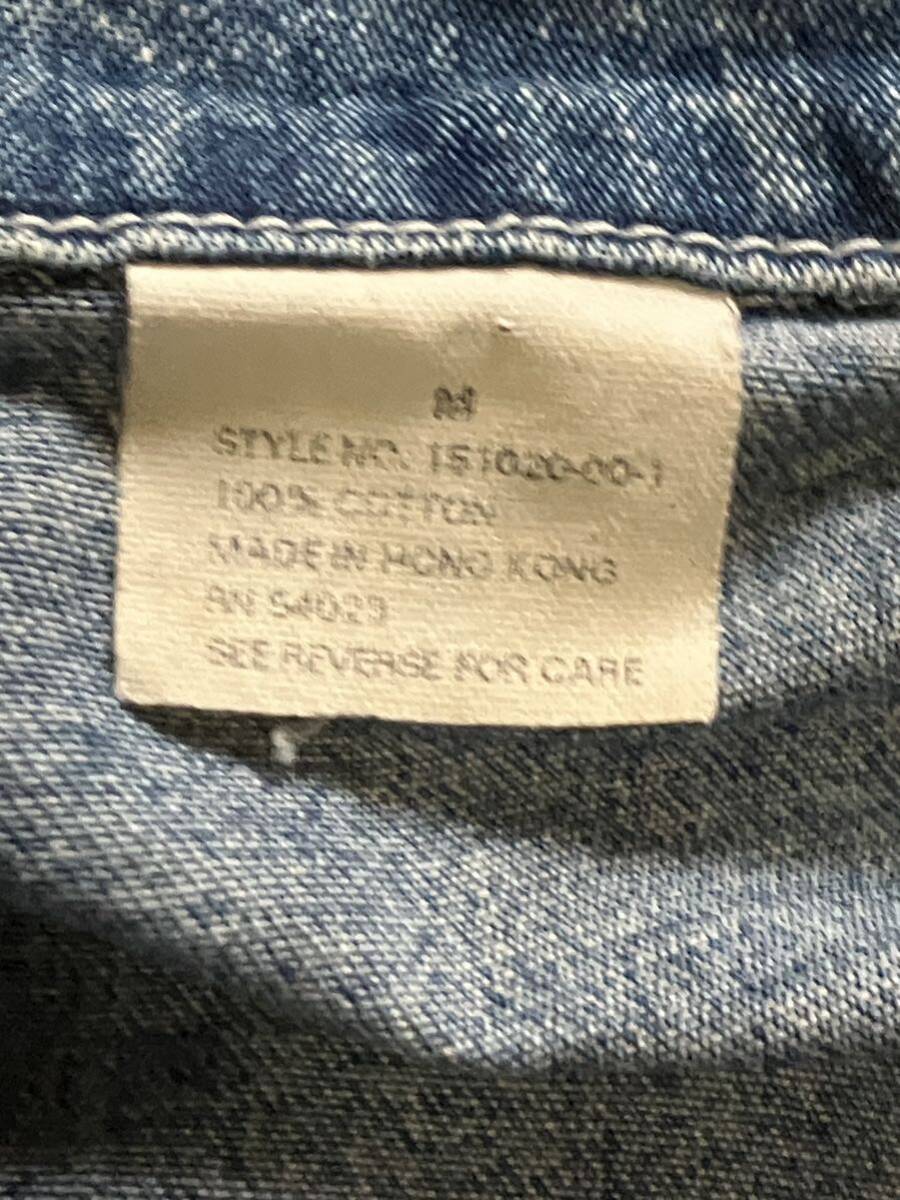 M
STYLE NO. 151020-00-1
100% COTTON
MADE IN HONG KONG
RN 54023
SEE REVERSE FOR CARE